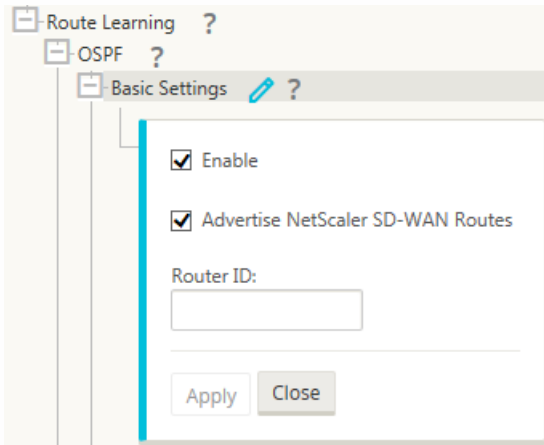 Route Learning ?
OSPF ?
Basic Settings ?
Enable
Advertise NetScaler SD-WAN Routes
Router ID:
Apply Close